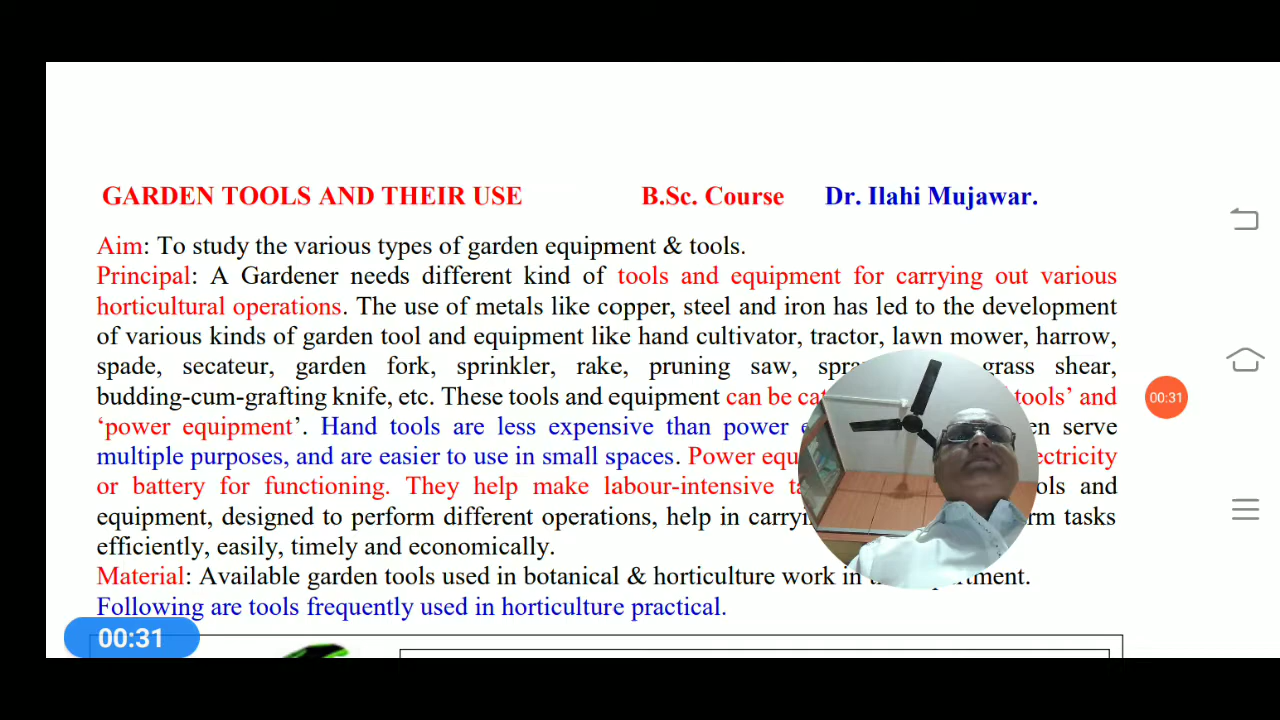 GARDEN TOOLS AND THEIR USE B.Sc. Course Dr. Ilahi Mujawar.
Aim: To study the various types of garden equipment & tools.
Principal: A Gardener needs different kind of tools and equipment for carrying out various
horticultural operations. The use of metals like copper, steel and iron has led to the development
of various kinds of garden tool and equipment like hand cultivator, tractor, lawn mower, harrow,
spade, secateur, garden fork, sprinkler, rake, pruning saw, grass shear,
budding-cum-grafting knife, etc. These tools and equipment can be tools’ and
‘power equipment’. Hand tools are less expensive than power serve
multiple purposes, and are easier to use in small spaces. Power
or battery for functioning. They help make labour-intensive and
equipment, designed to perform different operations, help in tasks
efficiently, easily, timely and economically.
Material: Available garden tools used in botanical & horticulture work in
Following are tools frequently used in horticulture practical.
00:31
00:31